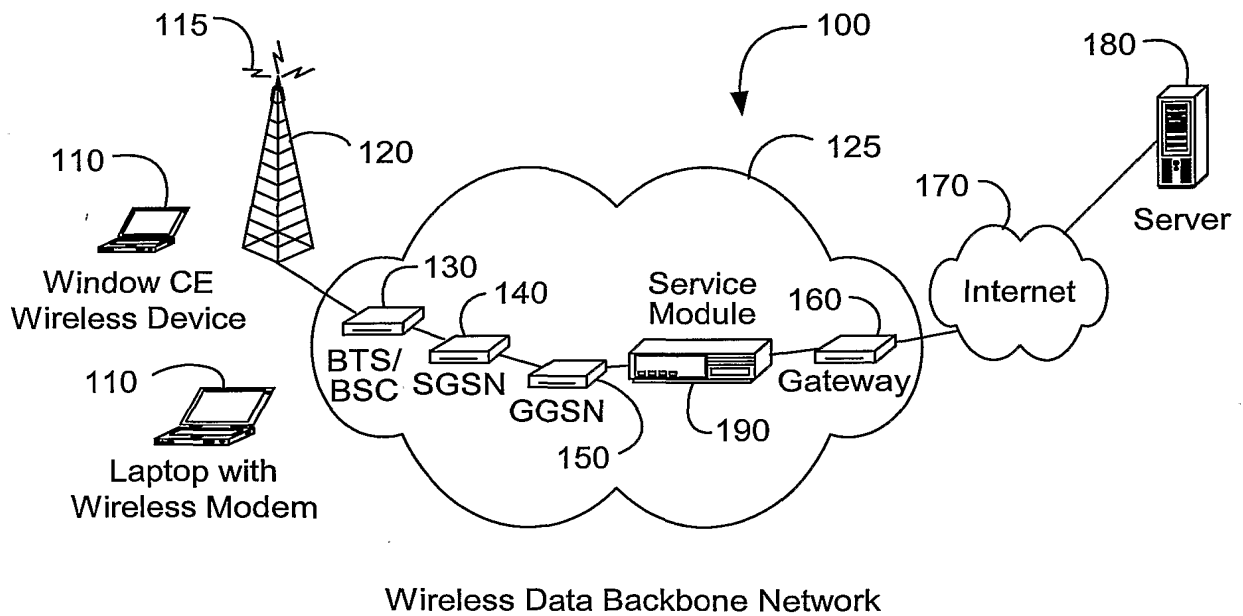 115
100
180
110
120
125
170
Window CE
Wireless Device
130
140
Service
Module
160
Internet
Server
BTS/
BSC
SGSN
GGSN
Gateway
110
150
190
Laptop with
Wireless Modem
Wireless Data Backbone Network